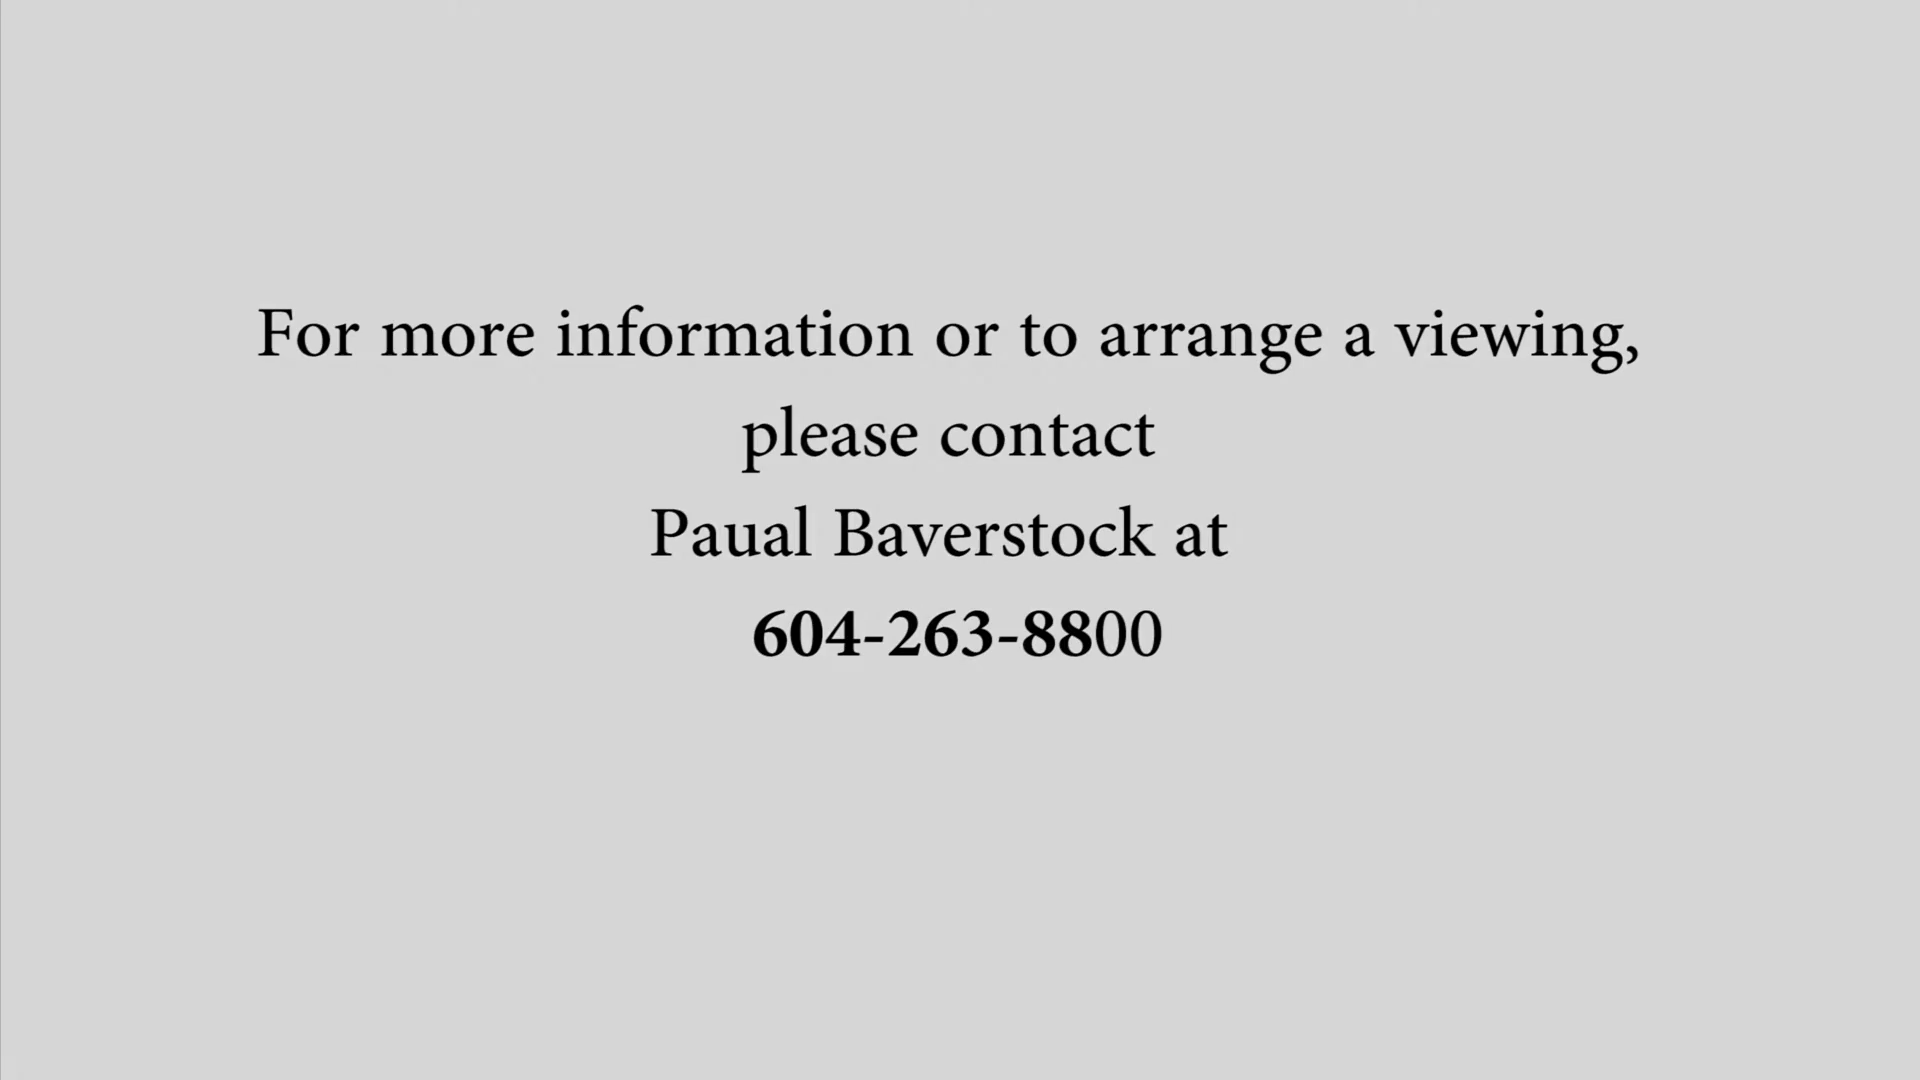 For more information or to arrange a viewing,
please contact
Paual Baverstock at
604-263-8800